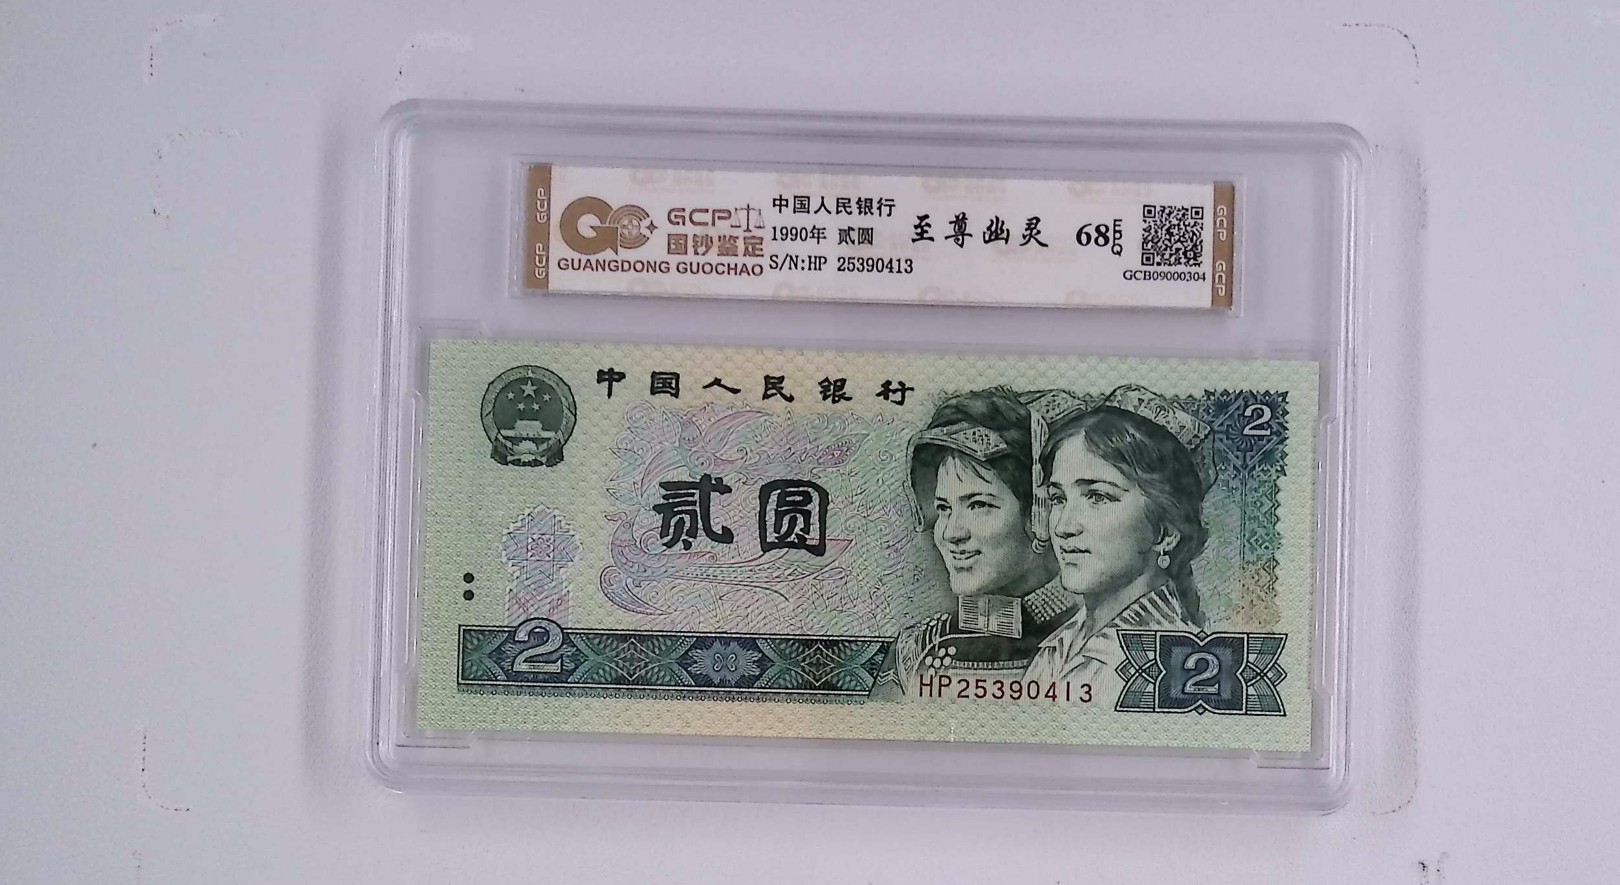 GCP GCP
GCP
国钞鉴定
GUANGDONG GUOCHAO
中国人民银行
1990年 贰圆
S/N:HP 25390413
至尊幽灵
68 EPQ
GCB09000304
GCP GCP
中国人民银行
2
贰圆
2
HP25390413
2